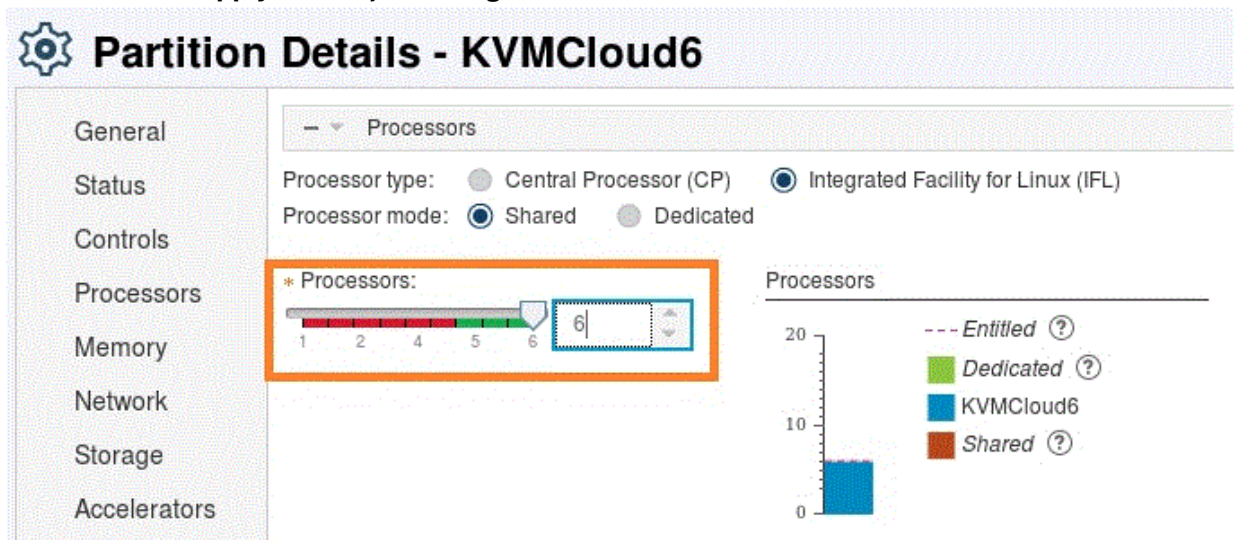 Partition Details - KVMCloud6
General
Status
Controls
Processors
Memory
Network
Storage
Accelerators
Processors
Processor type: Central Processor (CP) Integrated Facility for Linux (IFL)
Processor mode: Shared Dedicated
* Processors:
1 2 4 5 6
6
Processors
20
10
0
Entitled ?
Dedicated ?
KVMCloud6
Shared ?